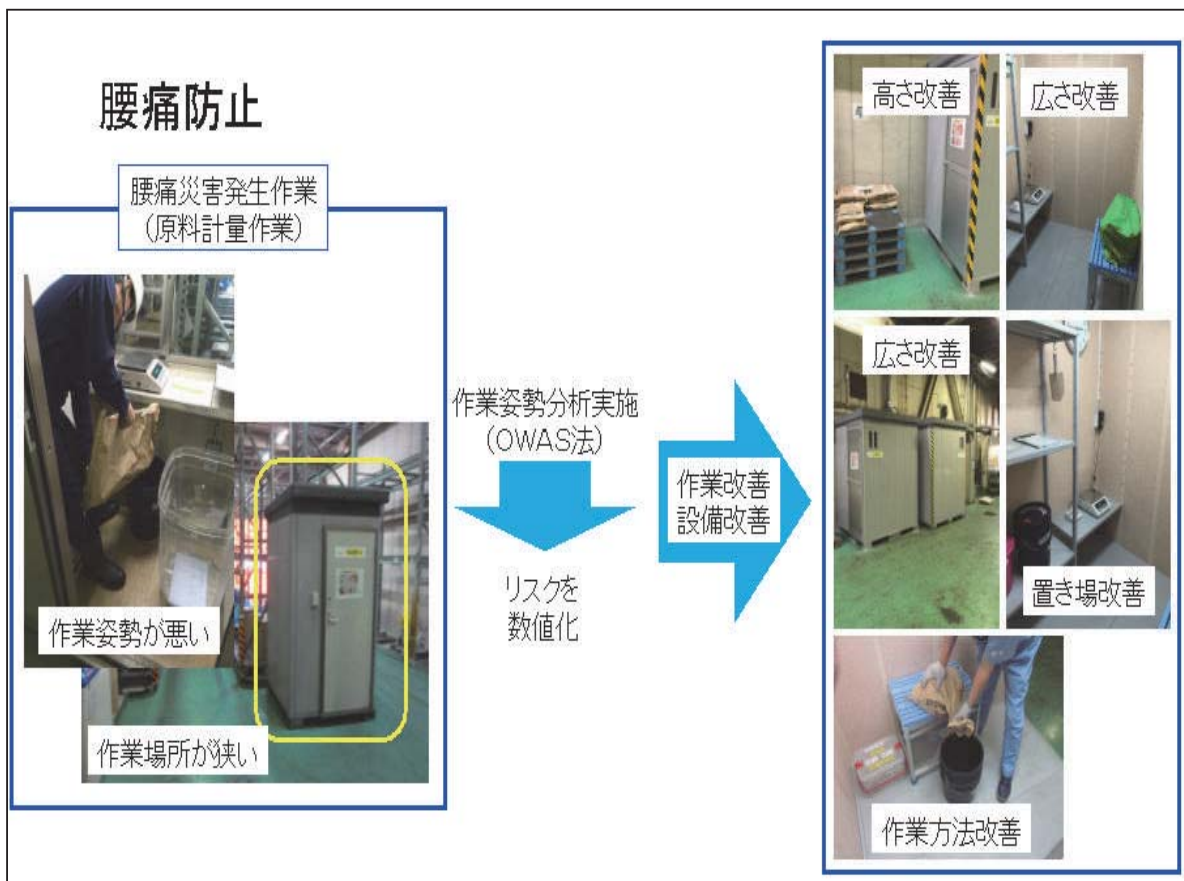 腰痛防止
腰痛災害発生作業
(原料計量作業)
作業姿勢が悪い
作業場所が狭い
作業姿勢分析実施
(OWAS法)
リスクを
数値化
作業改善
設備改善
高さ改善
広さ改善
広さ改善
置き場改善
作業方法改善